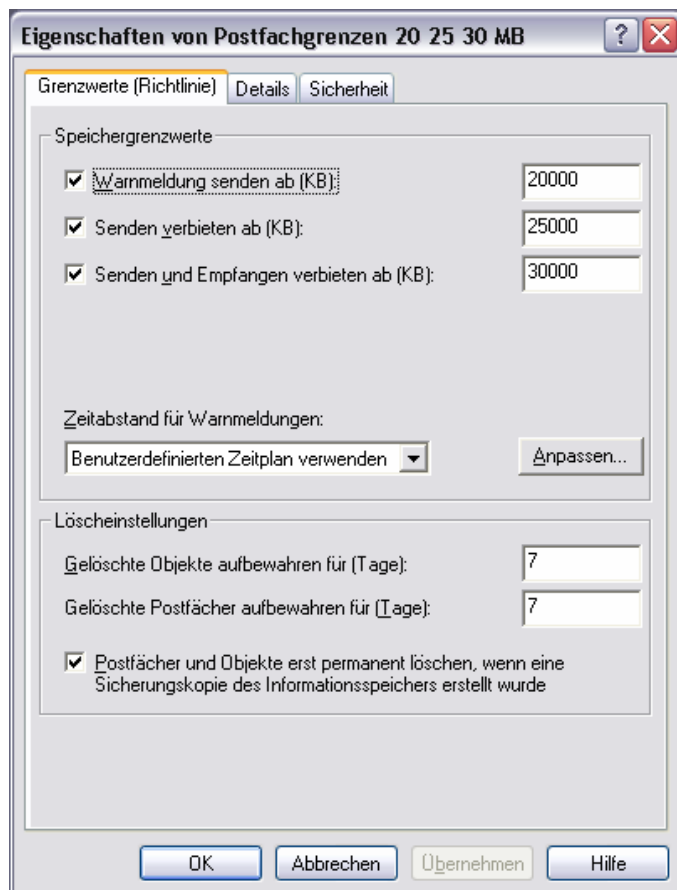 Eigenschaften von Postfachgrenzen 20 25 30 MB
Grenzwerte (Richtlinie) Details Sicherheit
Speichergrenzwerte
Warnmeldung senden ab (KB): 20000
Senden verbieten ab (KB): 25000
Senden und Empfangen verbieten ab (KB): 30000
Zeitabstand für Warnmeldungen:
Benutzerdefinierten Zeitplan verwenden Anpassen...
Löscheinstellungen
Gelöschte Objekte aufbewahren für (Tage): 7
Gelöschte Postfächer aufbewahren für (Tage): 7
Postfächer und Objekte erst permanent löschen, wenn eine
Sicherungskopie des Informationsspeichers erstellt wurde
OK Abbrechen Übernehmen Hilfe